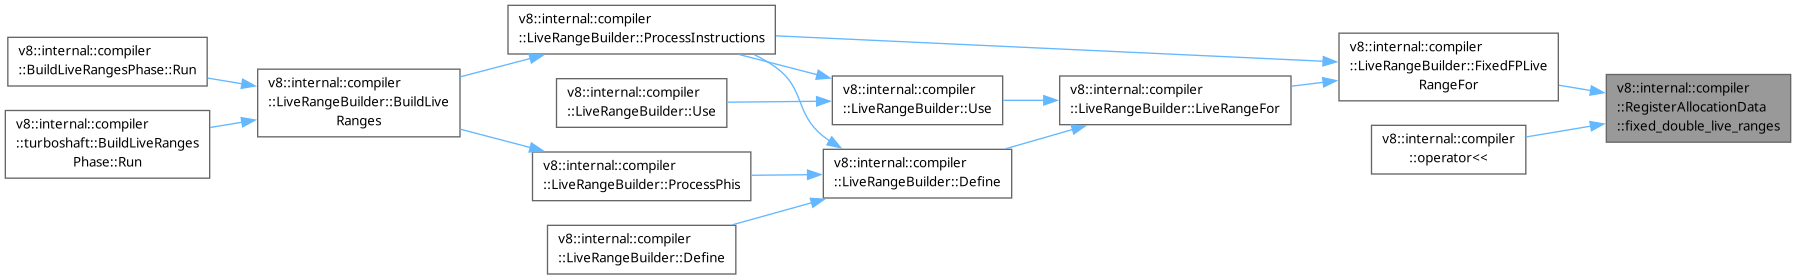 v8::internal::compiler
::BuildLiveRangesPhase::Run
v8::internal::compiler
::turboshaft::BuildLiveRanges
Phase::Run
v8::internal::compiler
::LiveRangeBuilder::BuildLive
Ranges
v8::internal::compiler
::LiveRangeBuilder::ProcessInstructions
v8::internal::compiler
::LiveRangeBuilder::Use
v8::internal::compiler
::LiveRangeBuilder::ProcessPhis
v8::internal::compiler
::LiveRangeBuilder::Define
v8::internal::compiler
::LiveRangeBuilder::Use
v8::internal::compiler
::LiveRangeBuilder::Define
v8::internal::compiler
::LiveRangeBuilder::LiveRangeFor
v8::internal::compiler
::LiveRangeBuilder::FixedFPLive
RangeFor
v8::internal::compiler
::operator<<
v8::internal::compiler
::RegisterAllocationData
::fixed_double_live_ranges